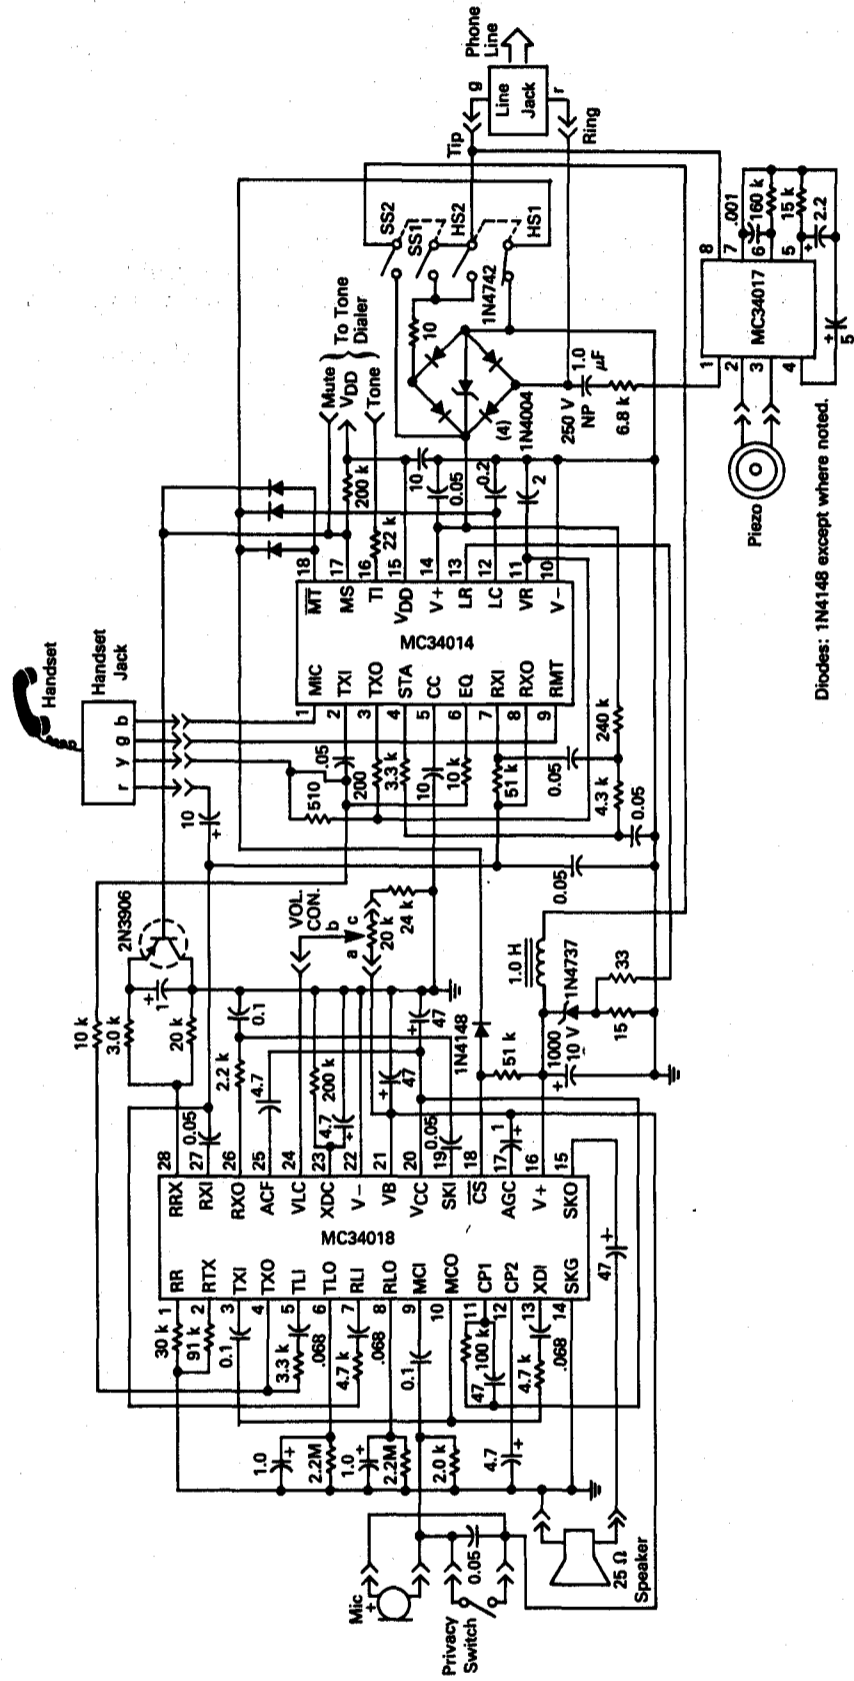 Handset
Handset
Jack
r
y
g
b
10
+
2N3906
10 k
3.0 k
20 k
1
+
VOL.
CON.
a
b
c
20 k
24 k
0.05
2.2 k
0.1
4.7
200 k
4.7
+
+
47
0.05
47
+
1N4148
51 k
1
+
1000
10 V
+
1.0 H
1N4737
15
33
28
27
26
25
24
23
22
21
20
19
18
17
16
15
RRX
RXI
RXO
ACF
VLC
XDC
V−
VB
VCC
SKI
CS
AGC
V+
SKO
MC34018
RR
RTX
TXI
TXO
TLI
TLO
RLI
RLO
MCI
MCO
CP1
CP2
XDI
SKG
1
2
3
4
5
6
7
8
9
10
11
12
13
14
30 k
91 k
0.1
3.3 k
.068
4.7 k
.068
0.1
100 k
47
4.7 k
.068
47
+
1.0
+
2.2M
1.0
+
2.2M
2.0 k
4.7
+
Mic
+
Privacy
Switch
0.05
25 Ω
Speaker
510
.05
200
3.3 k
10
10 k
51 k
0.05
240 k
4.3 k
0.05
0.05
1
2
3
4
5
6
7
8
9
MIC
TXI
TXO
STA
CC
EQ
RXI
RXO
RMT
MC34014
MT
MS
TI
VDD
V+
LR
LC
VR
V−
18
17
16
15
14
13
12
11
10
200 k
22 k
10
0.05
0.2
2
Mute
VDD
Tone
To Tone
Dialer
10
1N4742
(4)
1N4004
SS2
SS1
HS2
HS1
250 V
NP
1.0
µF
6.8 k
Tip
Ring
g
r
Line
Jack
Phone
Line
Piezo
MC34017
1
2
3
4
8
7
6
5
.001
160 k
15 k
+
2.2
+
5
Diodes: 1N4148 except where noted.